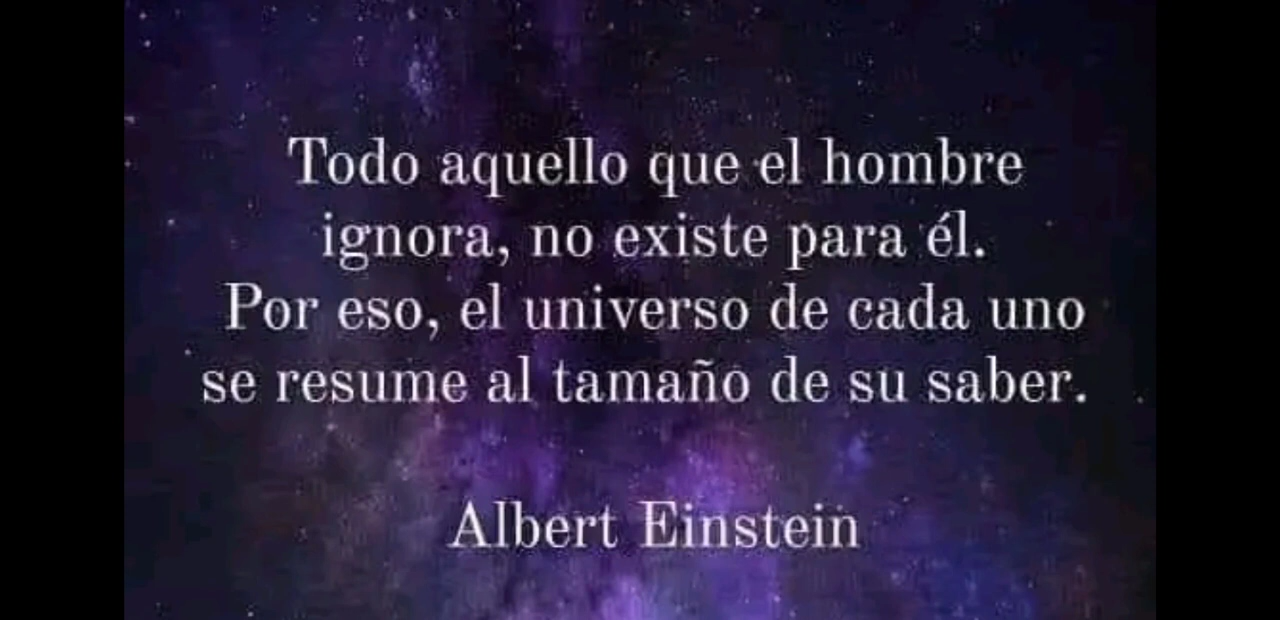 Todo aquello que el hombre
ignora, no existe para él.
Por eso, el universo de cada uno
se resume al tamaño de su saber.
Albert Einstein